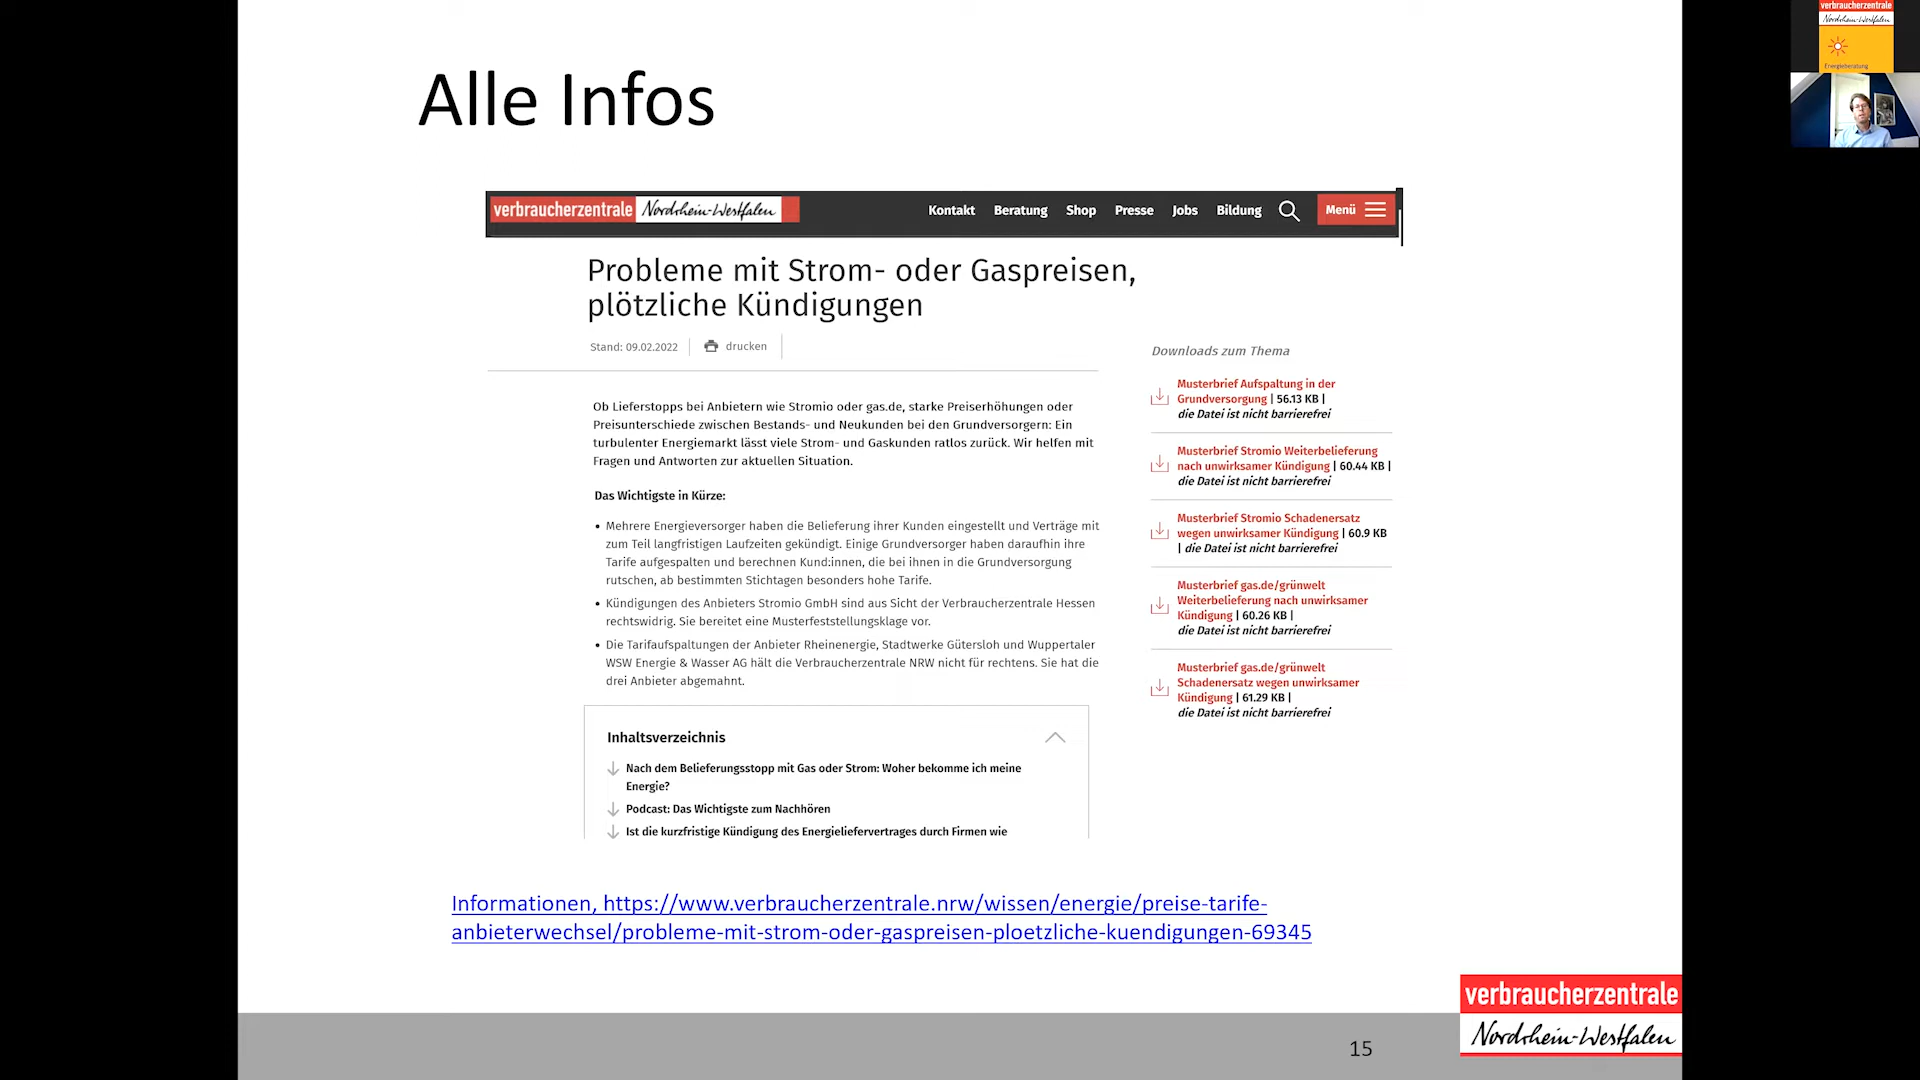 Alle Infos
verbraucherzentrale Nordrhein-Westfalen
Kontakt Beratung Shop Presse Jobs Bildung Menü
Probleme mit Strom- oder Gaspreisen,
plötzliche Kündigungen
Stand: 09.02.2022 drucken
Ob Lieferstopps bei Anbietern wie Stromio oder gas.de, starke Preiserhöhungen oder
Preisunterschiede zwischen Bestands- und Neukunden bei den Grundversorgern: Ein
turbulenter Energiemarkt lässt viele Strom- und Gaskunden ratlos zurück. Wir helfen mit
Fragen und Antworten zur aktuellen Situation.
Das Wichtigste in Kürze:
• Mehrere Energieversorger haben die Belieferung ihrer Kunden eingestellt und Verträge mit
zum Teil langfristigen Laufzeiten gekündigt. Einige Grundversorger haben daraufhin ihre
Tarife aufgespalten und berechnen Kund:innen, die bei ihnen in die Grundversorgung
rutschen, ab bestimmten Stichtagen besonders hohe Tarife.
• Kündigungen des Anbieters Stromio GmbH sind aus Sicht der Verbraucherzentrale Hessen
rechtswidrig. Sie bereitet eine Musterfeststellungsklage vor.
• Die Tarifaufspaltungen der Anbieter Rheinenergie, Stadtwerke Gütersloh und Wuppertaler
WSW Energie & Wasser AG hält die Verbraucherzentrale NRW nicht für rechtens. Sie hat die
drei Anbieter abgemahnt.
Inhaltsverzeichnis
Nach dem Belieferungsstopp mit Gas oder Strom: Woher bekomme ich meine
Energie?
Podcast: Das Wichtigste zum Nachhören
Ist die kurzfristige Kündigung des Energieliefervertrages durch Firmen wie
Downloads zum Thema
Musterbrief Aufspaltung in der
Grundversorgung | 56.13 KB |
die Datei ist nicht barrierefrei
Musterbrief Stromio Weiterbelieferung
nach unwirksamer Kündigung | 60.44 KB |
die Datei ist nicht barrierefrei
Musterbrief Stromio Schadenersatz
wegen unwirksamer Kündigung | 60.9 KB
| die Datei ist nicht barrierefrei
Musterbrief gas.de/grünwelt
Weiterbelieferung nach unwirksamer
Kündigung | 60.26 KB |
die Datei ist nicht barrierefrei
Musterbrief gas.de/grünwelt
Schadenersatz wegen unwirksamer
Kündigung | 61.29 KB |
die Datei ist nicht barrierefrei
Informationen, https://www.verbraucherzentrale.nrw/wissen/energie/preise-tarife-
anbieterwechsel/probleme-mit-strom-oder-gaspreisen-ploetzliche-kuendigungen-69345
15
verbraucherzentrale
Nordrhein-Westfalen
verbraucherzentrale
Nordrhein-Westfalen
Energieberatung